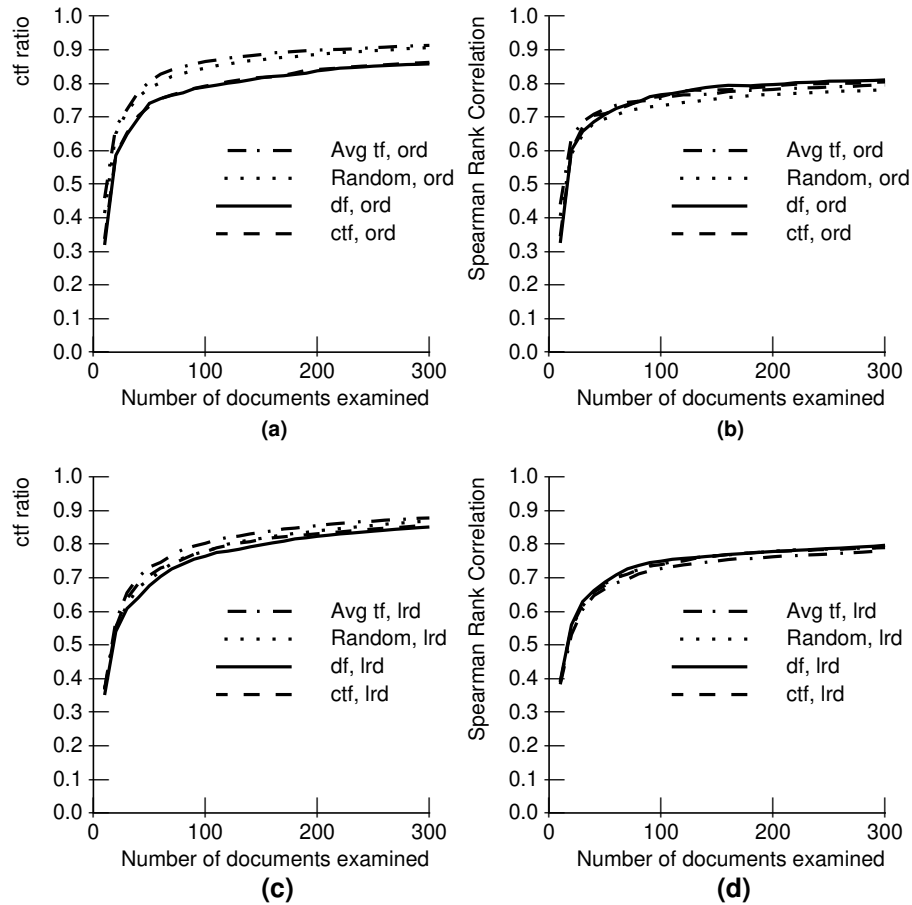 ctf ratio
1.0
0.9
0.8
0.7
0.6
0.5
0.4
0.3
0.2
0.1
0.0
Avg tf, ord
Random, ord
df, ord
ctf, ord
0 100 200 300
Number of documents examined
(a)
Spearman Rank Correlation
1.0
0.9
0.8
0.7
0.6
0.5
0.4
0.3
0.2
0.1
0.0
Avg tf, ord
Random, ord
df, ord
ctf, ord
0 100 200 300
Number of documents examined
(b)
ctf ratio
1.0
0.9
0.8
0.7
0.6
0.5
0.4
0.3
0.2
0.1
0.0
Avg tf, lrd
Random, lrd
df, lrd
ctf, lrd
0 100 200 300
Number of documents examined
(c)
Spearman Rank Correlation
1.0
0.9
0.8
0.7
0.6
0.5
0.4
0.3
0.2
0.1
0.0
Avg tf, lrd
Random, lrd
df, lrd
ctf, lrd
0 100 200 300
Number of documents examined
(d)